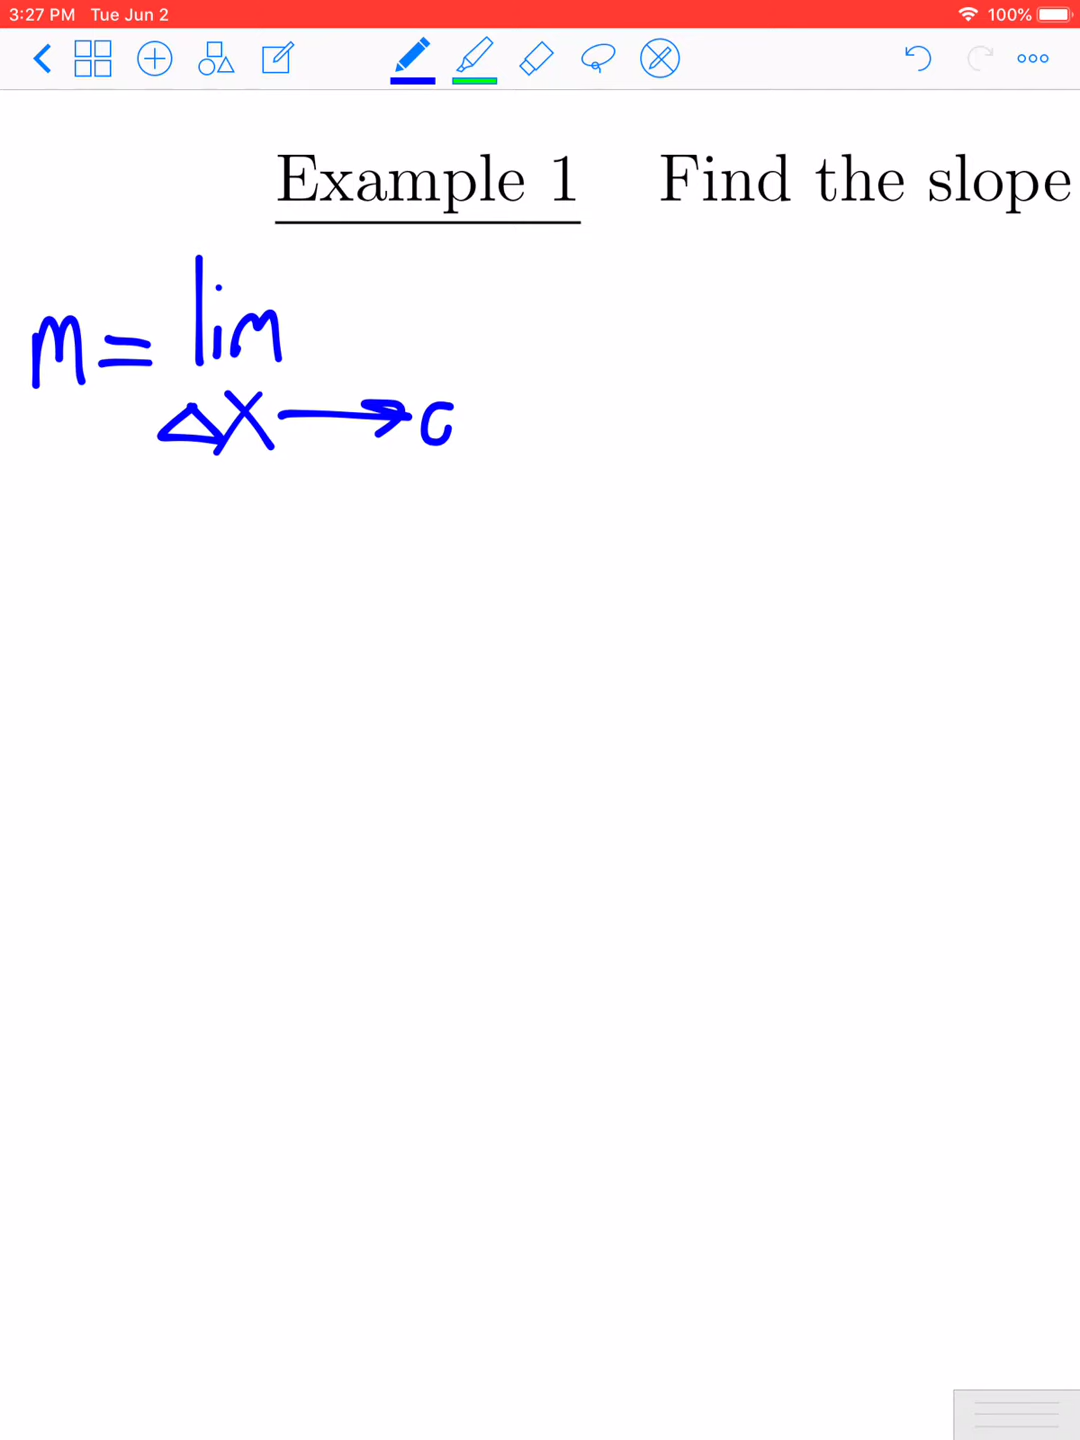 3:27 PM Tue Jun 2 100%
Example 1 Find the slope
m = lim
Δx → 0